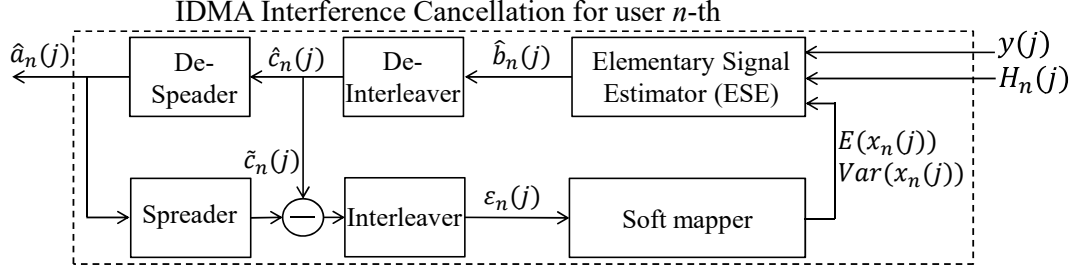 IDMA Interference Cancellation for user n-th
â_n(j)
De-
Speader
ĉ_n(j)
De-
Interleaver
b̂_n(j)
Elementary Signal
Estimator (ESE)
y(j)
H_n(j)
E(x_n(j))
Var(x_n(j))
c̃_n(j)
Spreader
−
Interleaver
ε_n(j)
Soft mapper